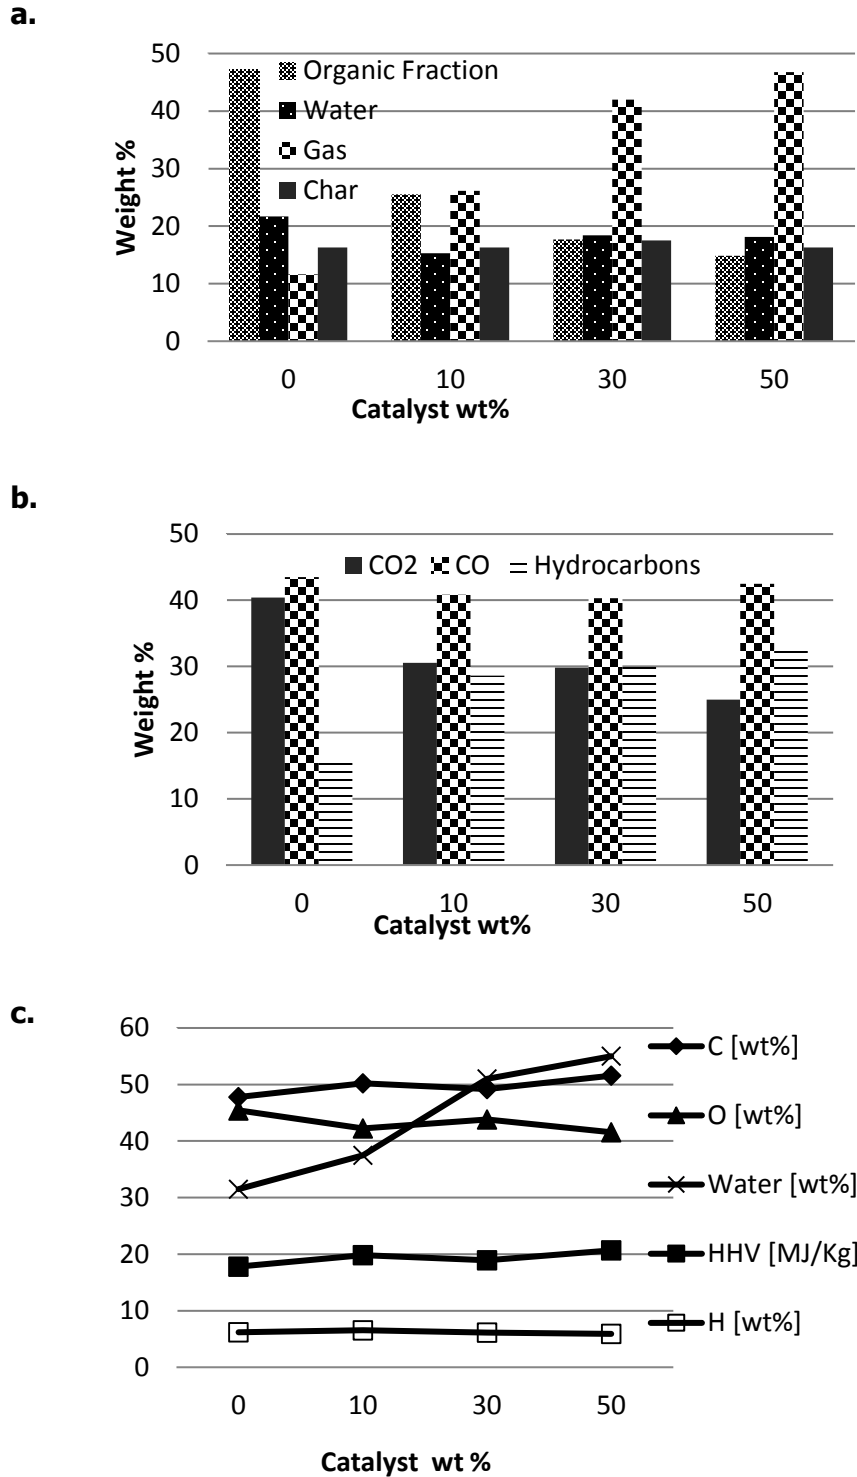 a.
50
40
30
20
10
0
Weight %
Organic Fraction
Water
Gas
Char
0 10 30 50
Catalyst wt%
b.
50
40
30
20
10
0
Weight %
CO2 CO Hydrocarbons
0 10 30 50
Catalyst wt%
c.
60
50
40
30
20
10
0
C [wt%]
O [wt%]
Water [wt%]
HHV [MJ/Kg]
H [wt%]
0 10 30 50
Catalyst wt %